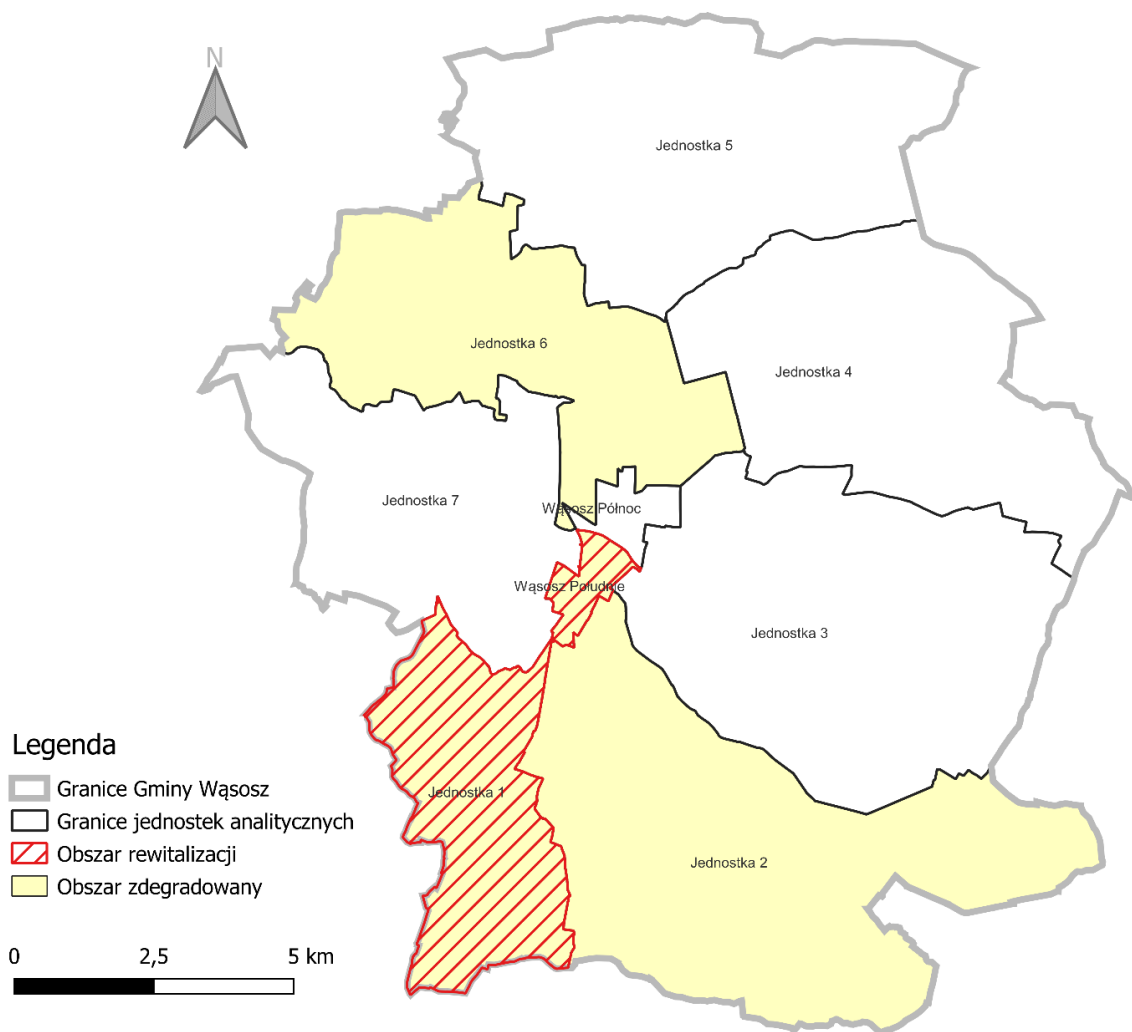 N
Jednostka 5
Jednostka 6
Jednostka 4
Jednostka 7
Wąsosz Północ
Wąsosz Południe
Jednostka 3
Jednostka 1
Jednostka 2
Legenda
Granice Gminy Wąsosz
Granice jednostek analitycznych
Obszar rewitalizacji
Obszar zdegradowany
0 2,5 5 km